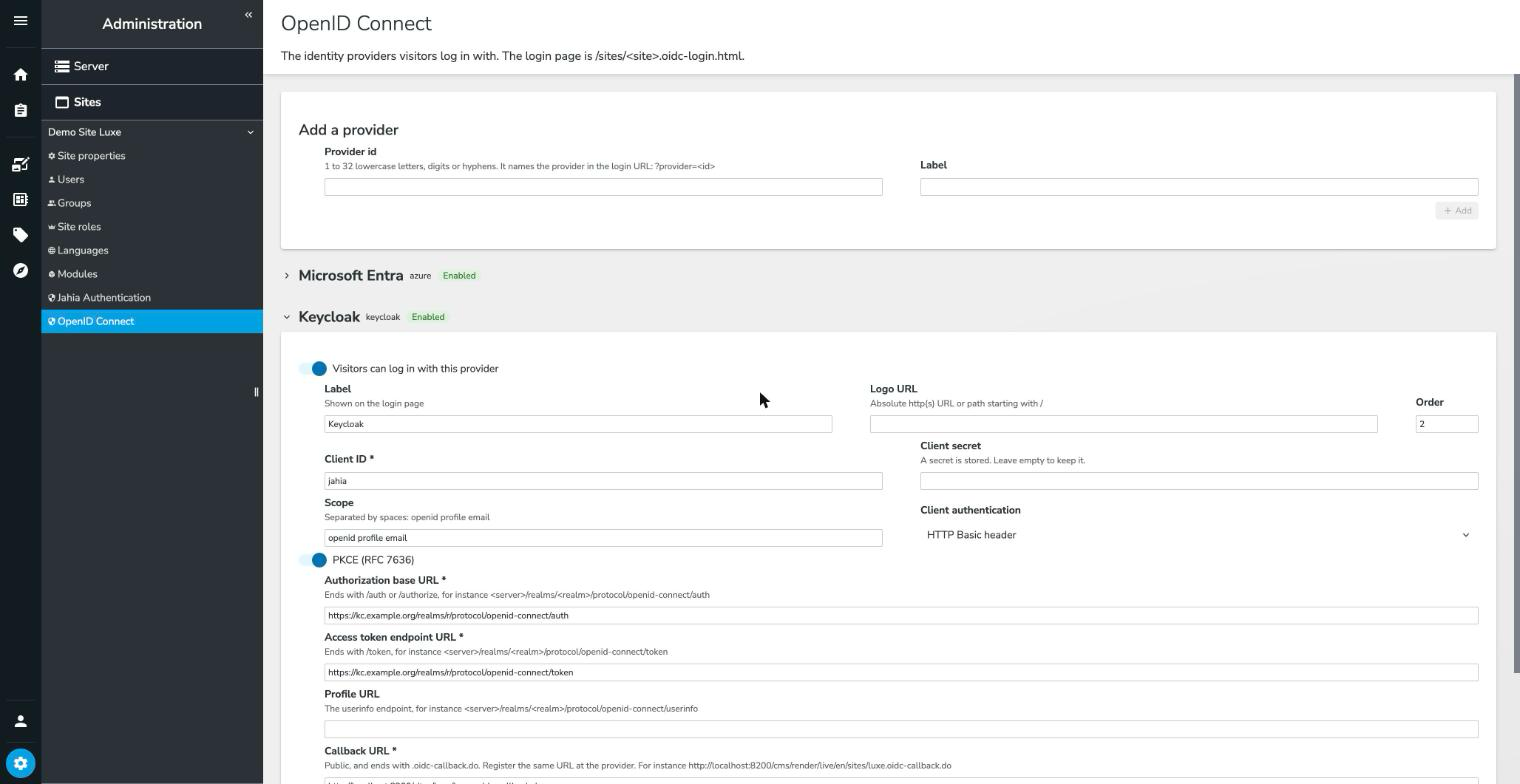 Administration
«
Server
Sites
Demo Site Luxe
Site properties
Users
Groups
Site roles
Languages
Modules
Jahia Authentication
OpenID Connect
OpenID Connect
The identity providers visitors log in with. The login page is /sites/<site>.oidc-login.html.
Add a provider
Provider id
1 to 32 lowercase letters, digits or hyphens. It names the provider in the login URL: ?provider=<id>
Label
+ Add
Microsoft Entra azure Enabled
Keycloak keycloak Enabled
Visitors can log in with this provider
Label
Shown on the login page
Keycloak
Logo URL
Absolute http(s) URL or path starting with /
Order
2
Client ID *
jahia
Client secret
A secret is stored. Leave empty to keep it.
Scope
Separated by spaces: openid profile email
openid profile email
Client authentication
HTTP Basic header
PKCE (RFC 7636)
Authorization base URL *
Ends with /auth or /authorize, for instance <server>/realms/<realm>/protocol/openid-connect/auth
https://kc.example.org/realms/r/protocol/openid-connect/auth
Access token endpoint URL *
Ends with /token, for instance <server>/realms/<realm>/protocol/openid-connect/token
https://kc.example.org/realms/r/protocol/openid-connect/token
Profile URL
The userinfo endpoint, for instance <server>/realms/<realm>/protocol/openid-connect/userinfo
Callback URL *
Public, and ends with .oidc-callback.do. Register the same URL at the provider. For instance http://localhost:8200/cms/render/live/en/sites/luxe.oidc-callback.do